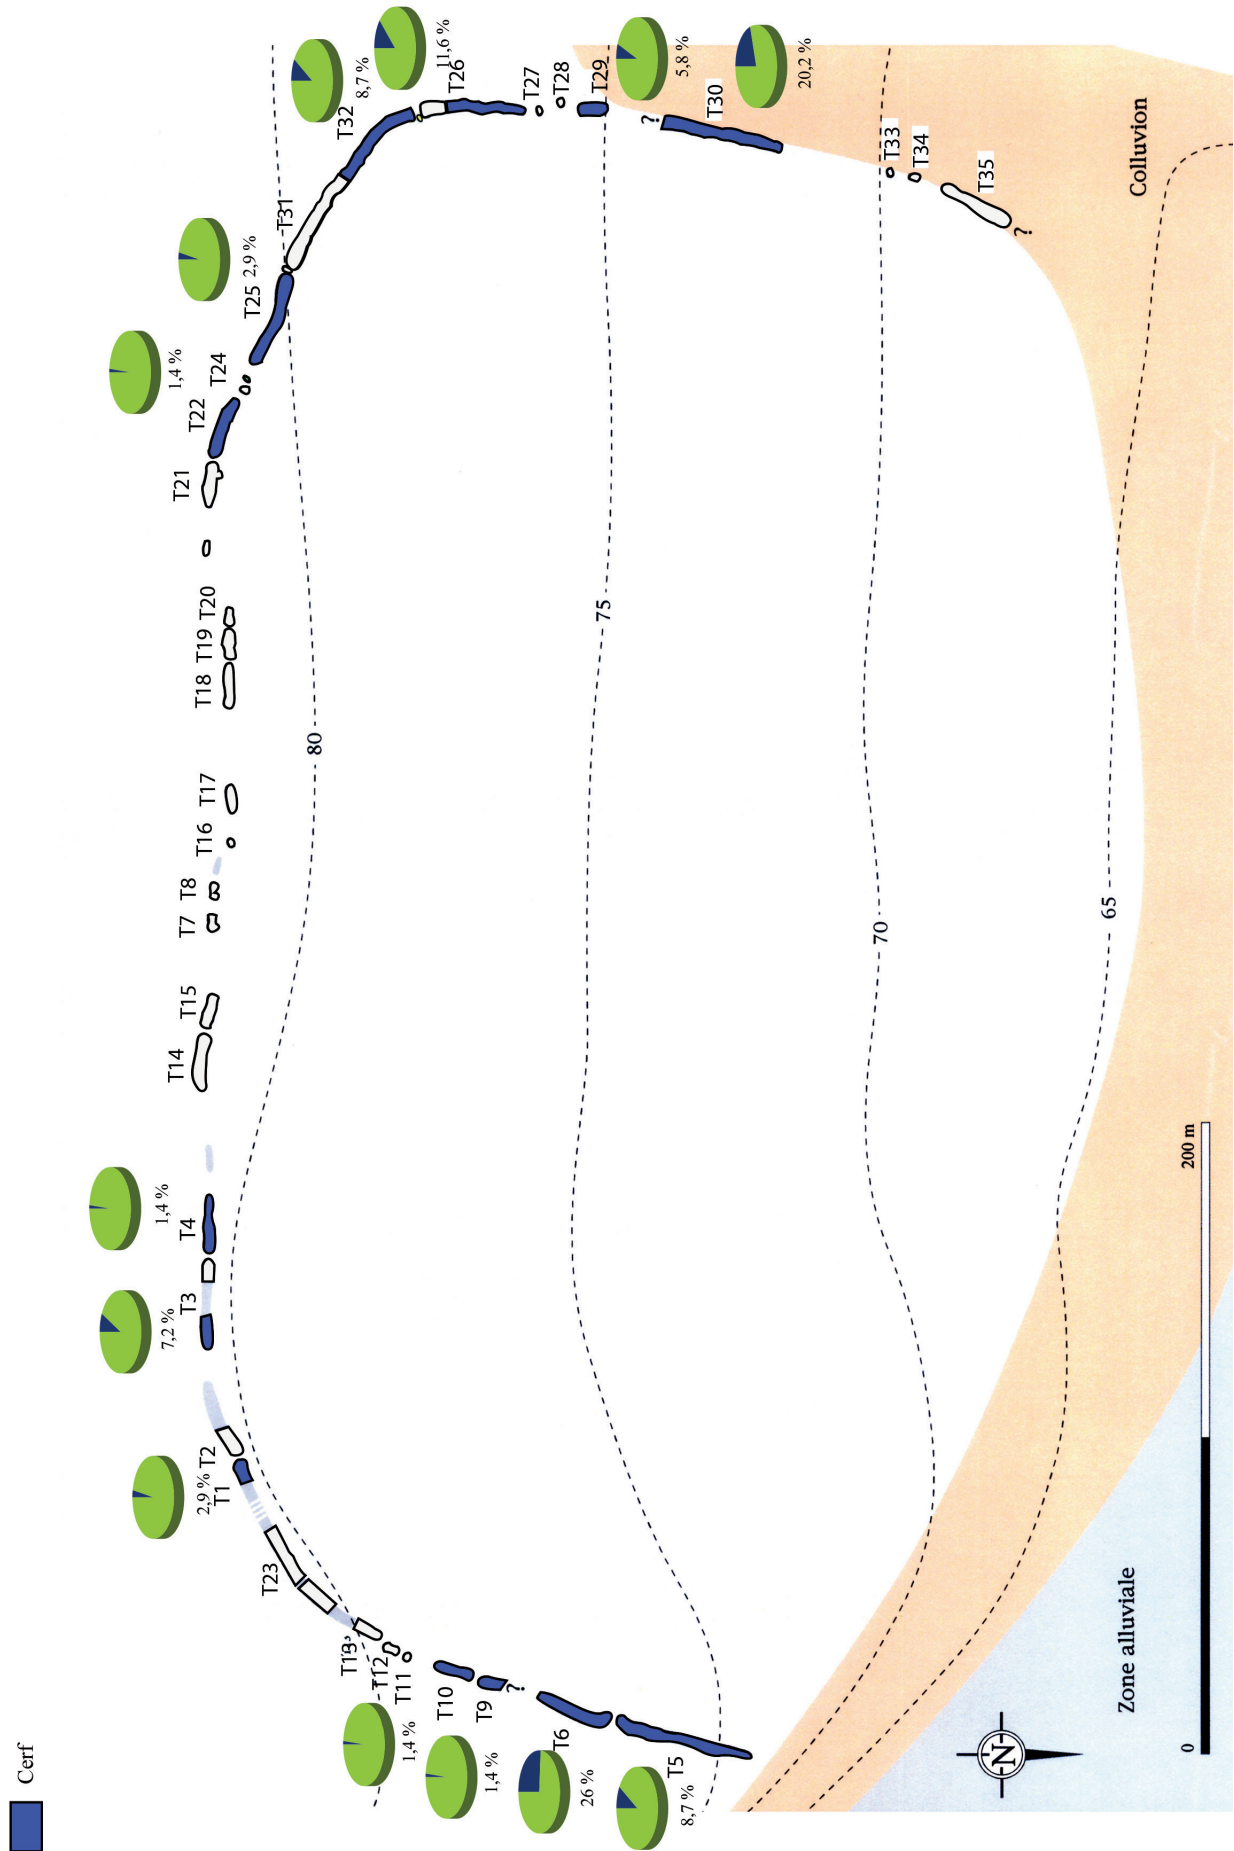 Cerf
T5
8,7 %
T6
26 %
T9
1,4 %
T10
1,4 %
?
T11
T12
T13
T23
T1
2,9 %
T2
T3
7,2 %
T4
1,4 %
T14
T15
T7
T8
T16
T17
T18
T19
T20
T21
T22
1,4 %
T24
T25
2,9 %
T31
T32
8,7 %
T26
11,6 %
T27
T28
T29
5,8 %
?
T30
20,2 %
T33
T34
T35
?
80
75
70
65
Colluvion
Zone alluviale
N
0
200 m